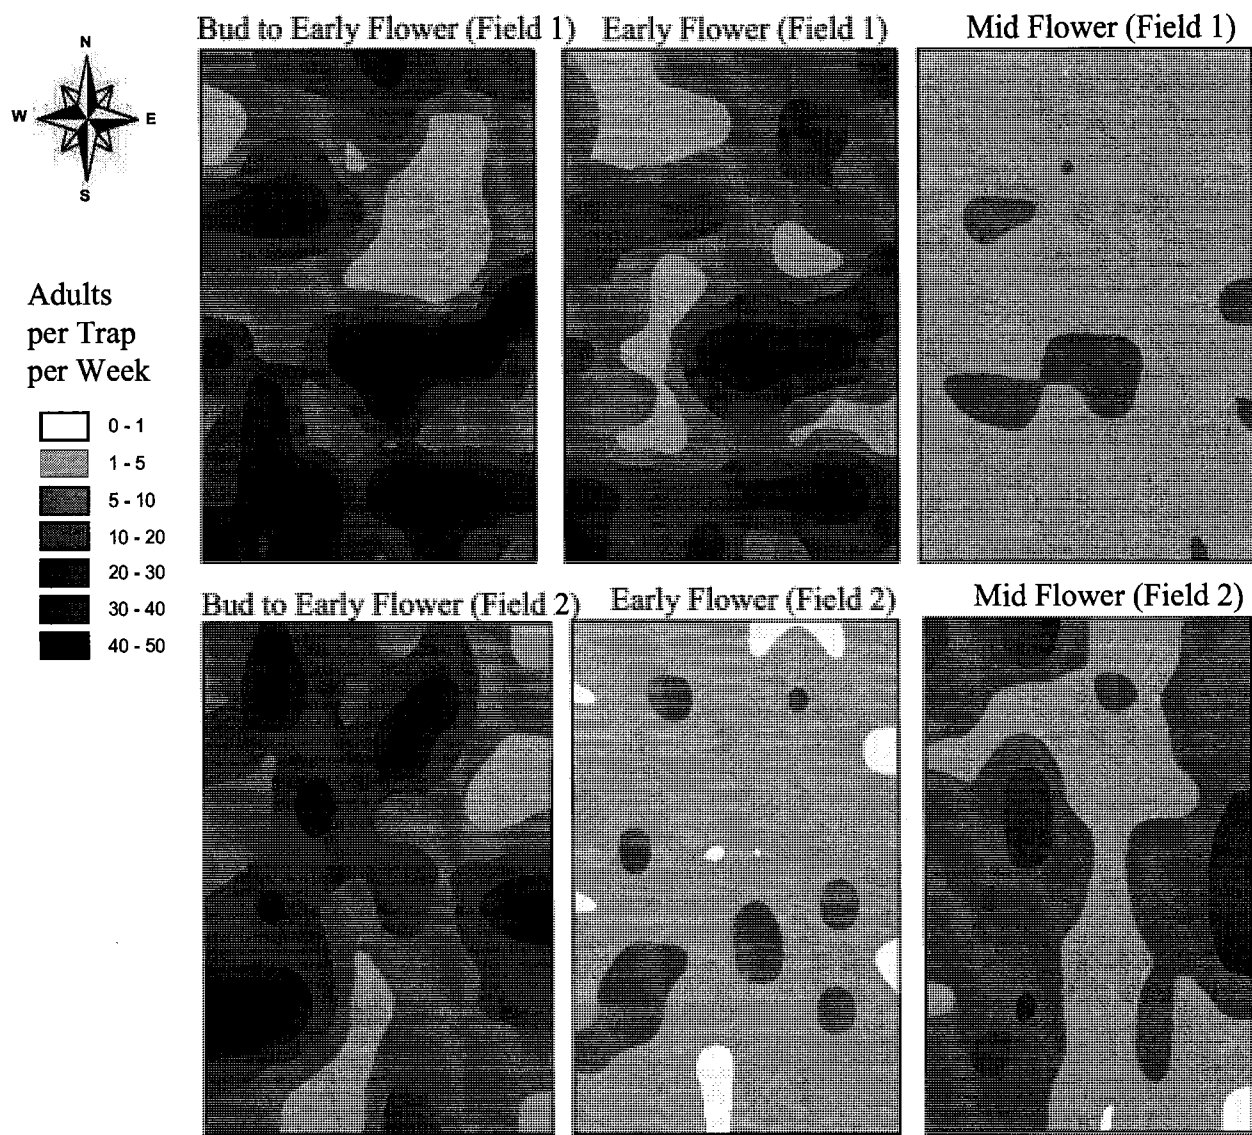 Bud to Early Flower (Field 1)
Early Flower (Field 1)
Mid Flower (Field 1)
N
W
E
S
Adults
per Trap
per Week
0 - 1
1 - 5
5 - 10
10 - 20
20 - 30
30 - 40
40 - 50
Bud to Early Flower (Field 2)
Early Flower (Field 2)
Mid Flower (Field 2)